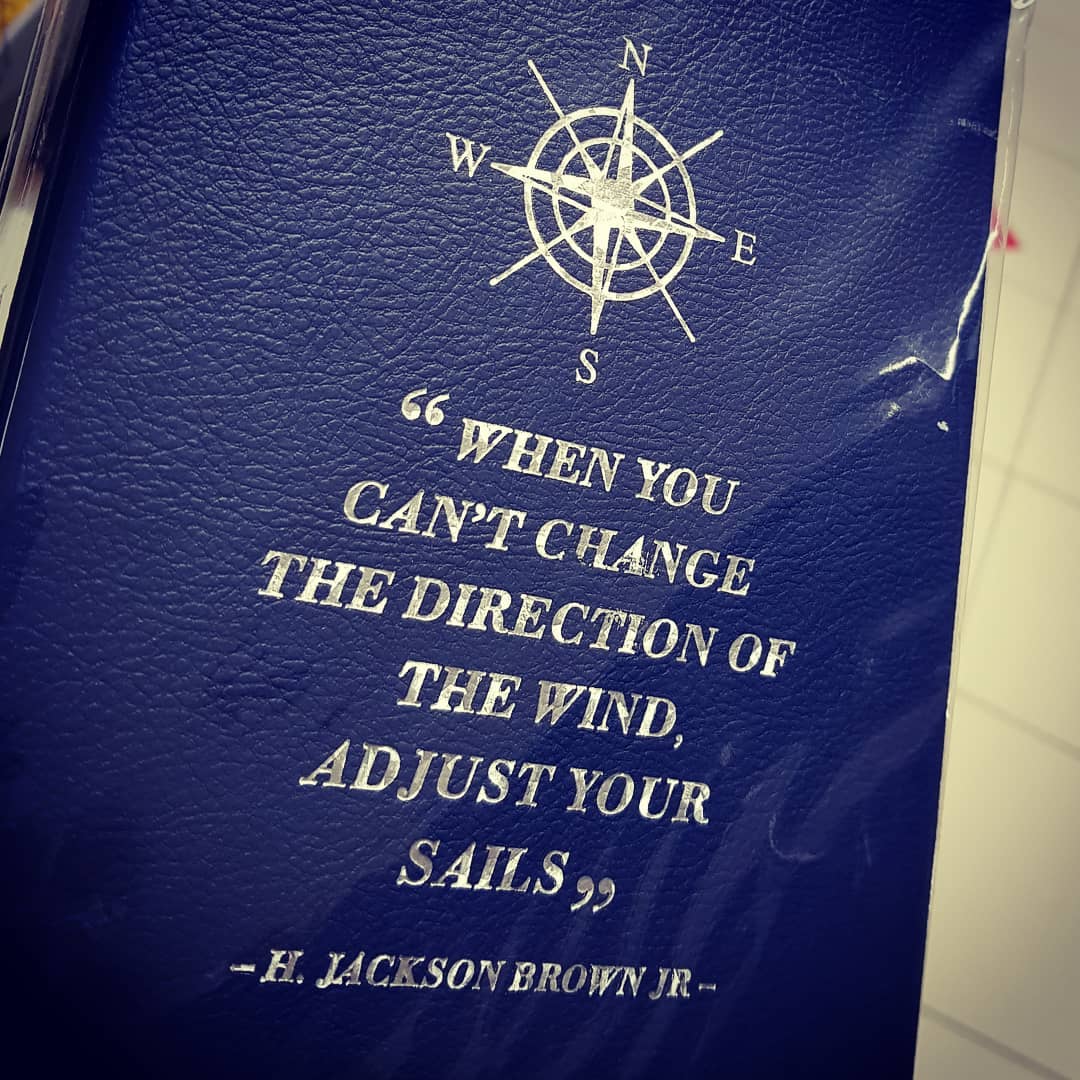 N
W
E
S
“WHEN YOU
CAN’T CHANGE
THE DIRECTION OF
THE WIND,
ADJUST YOUR
SAILS„
– H. JACKSON BROWN JR –